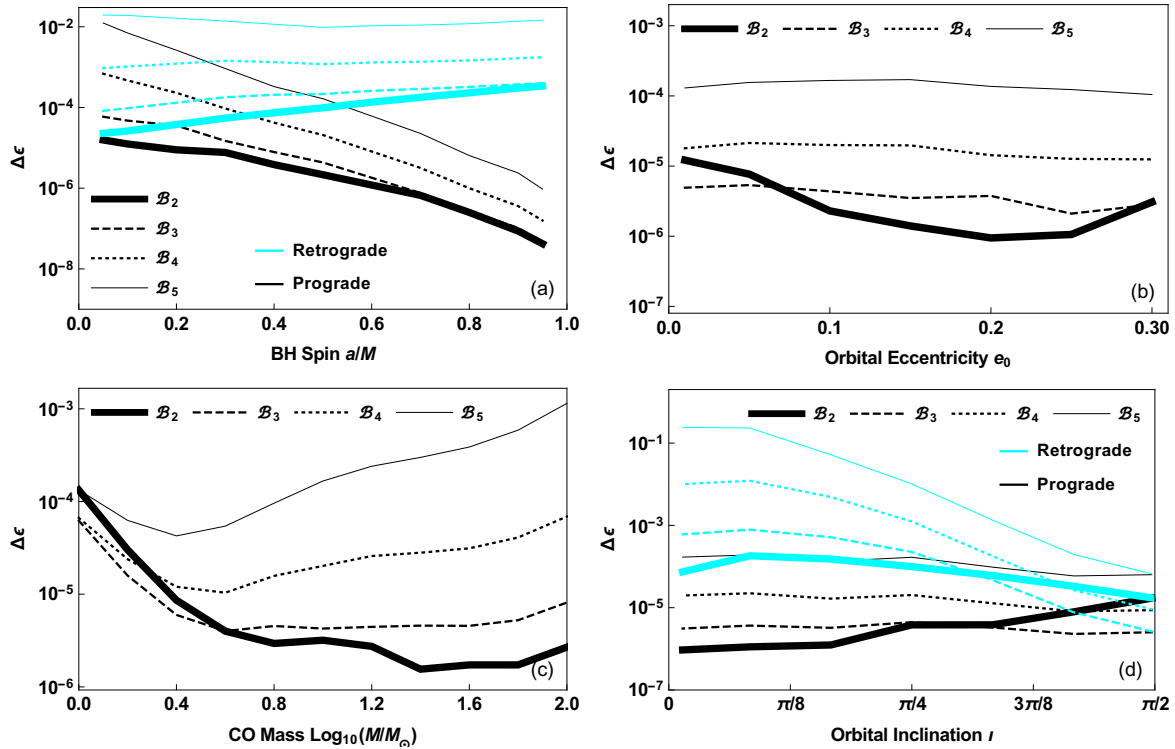 10⁻²
10⁻⁴
10⁻⁶
10⁻⁸
Δϵ
ℬ₂
ℬ₃
ℬ₄
ℬ₅
Retrograde
Prograde
(a)
0.0 0.2 0.4 0.6 0.8 1.0
BH Spin a/M
ℬ₂ ℬ₃ ℬ₄ ℬ₅
10⁻³
10⁻⁴
10⁻⁵
10⁻⁶
10⁻⁷
Δϵ
(b)
0.0 0.1 0.2 0.30
Orbital Eccentricity e₀
ℬ₂ ℬ₃ ℬ₄ ℬ₅
10⁻³
10⁻⁴
10⁻⁵
10⁻⁶
Δϵ
(c)
0.0 0.4 0.8 1.2 1.6 2.0
CO Mass Log₁₀(M/M☉)
ℬ₂ ℬ₃ ℬ₄ ℬ₅
Retrograde
Prograde
10⁻¹
10⁻³
10⁻⁵
10⁻⁷
Δϵ
(d)
0 π/8 π/4 3π/8 π/2
Orbital Inclination ι